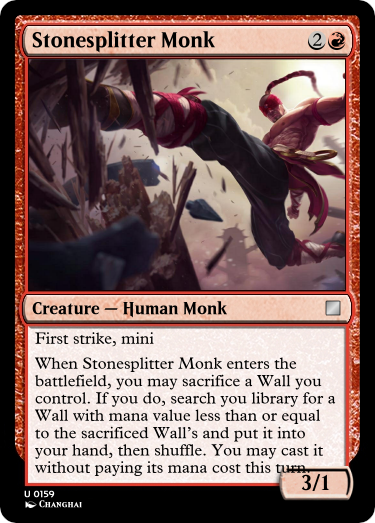 Stonesplitter Monk 2
Creature — Human Monk
First strike, mini
When Stonesplitter Monk enters the
battlefield, you may sacrifice a Wall you
control. If you do, search you library for a
Wall with mana value less than or equal
to the sacrificed Wall's and put it into
your hand, then shuffle. You may cast it
without paying its mana cost this turn.
3/1
U 0159
CHANGHAI